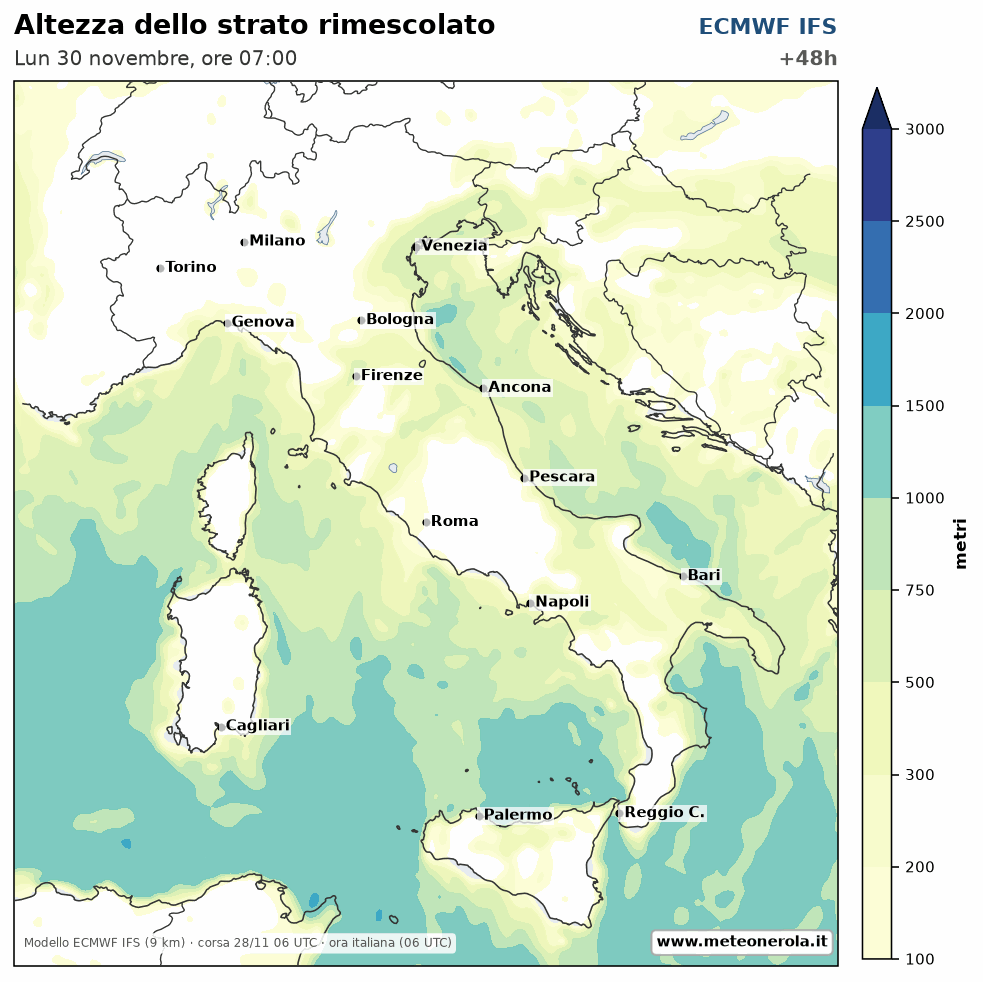 Altezza dello strato rimescolato
ECMWF IFS
Lun 30 novembre, ore 07:00
+48h
Milano
Venezia
Torino
Genova
Bologna
Firenze
Ancona
Pescara
Roma
Bari
Napoli
Cagliari
Palermo
Reggio C.
3000
2500
2000
1500
1000
750
500
300
200
100
metri
Modello ECMWF IFS (9 km) · corsa 28/11 06 UTC · ora italiana (06 UTC)
www.meteonerola.it